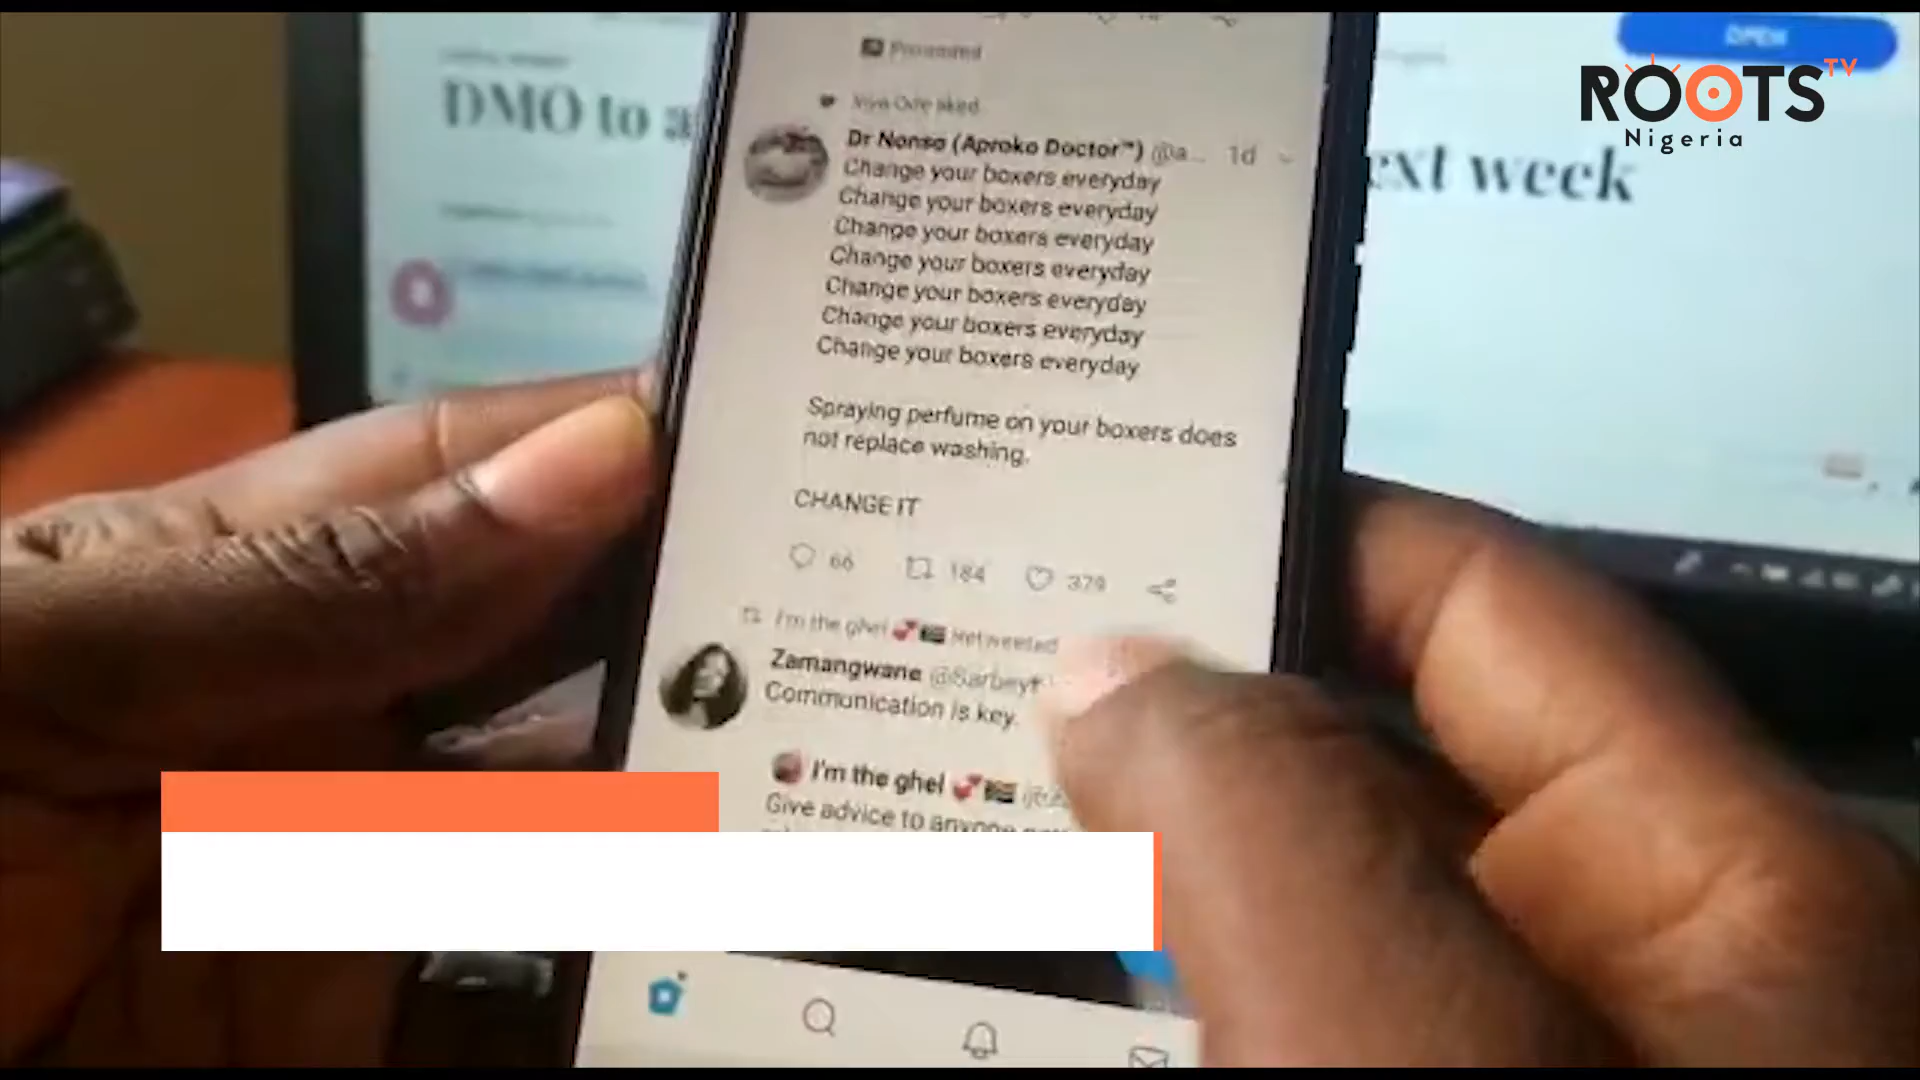 OPEN
ROOTS TV
Nigeria
DMO to a
ext week
Promoted
liked
Dr Nonso (Aproko Doctor™) @a... 1d
Change your boxers everyday
Change your boxers everyday
Change your boxers everyday
Change your boxers everyday
Change your boxers everyday
Change your boxers everyday
Change your boxers everyday
Spraying perfume on your boxers does
not replace washing.
CHANGE IT
66 184 379
I'm the ghel 💞🇿🇦 Retweeted
Zamangwane
Communication is key.
I'm the ghel 💞🇿🇦
Give advice to anyone